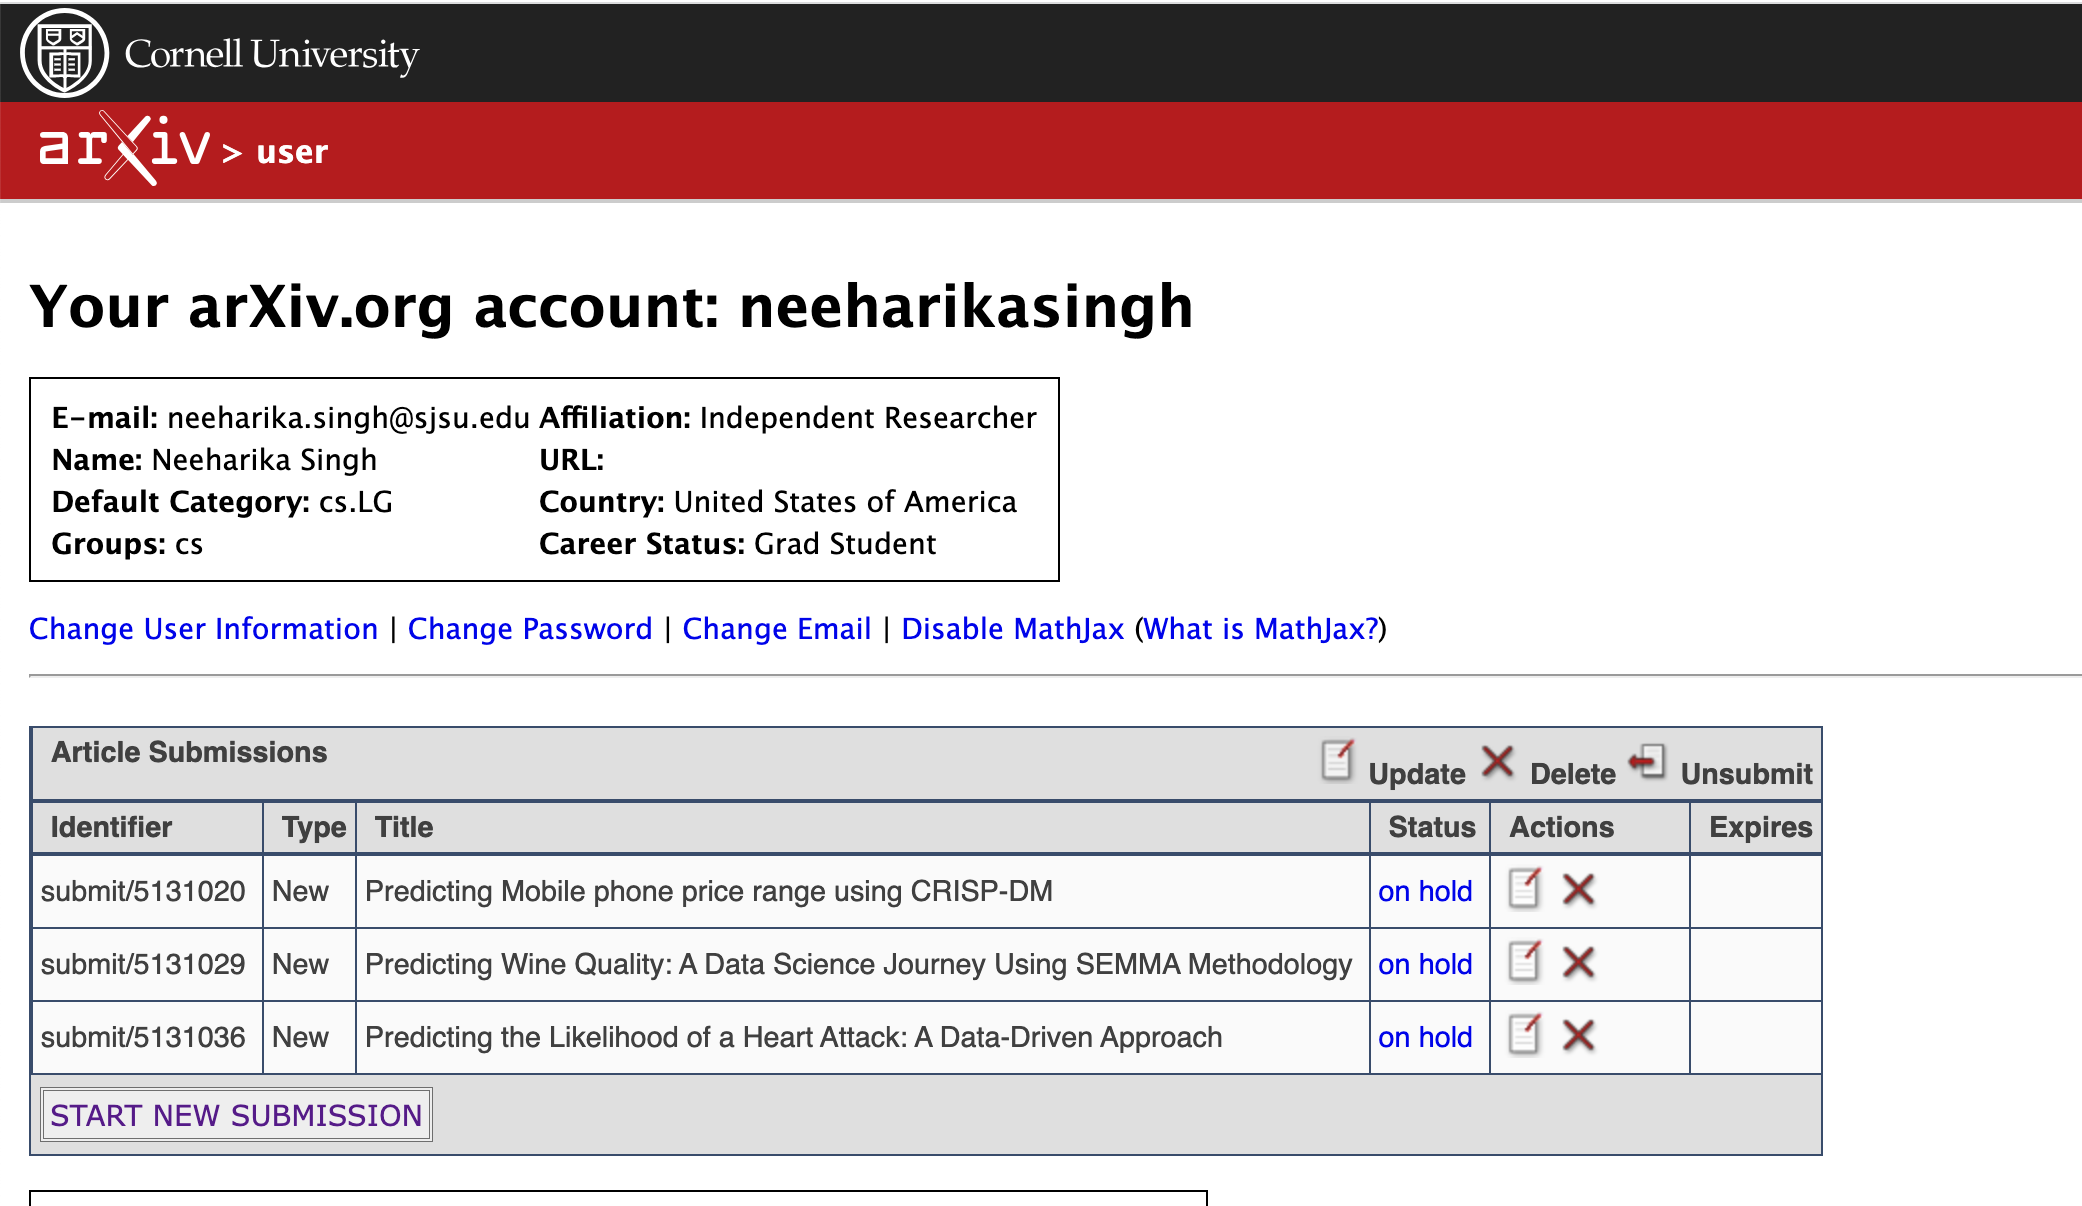 Cornell University
arXiv > user
Your arXiv.org account: neeharikasingh
E-mail: neeharika.singh@sjsu.edu Affiliation: Independent Researcher
Name: Neeharika Singh URL:
Default Category: cs.LG Country: United States of America
Groups: cs Career Status: Grad Student
Change User Information | Change Password | Change Email | Disable MathJax (What is MathJax?)
Article Submissions Update Delete Unsubmit
Identifier Type Title Status Actions Expires
submit/5131020 New Predicting Mobile phone price range using CRISP-DM on hold
submit/5131029 New Predicting Wine Quality: A Data Science Journey Using SEMMA Methodology on hold
submit/5131036 New Predicting the Likelihood of a Heart Attack: A Data-Driven Approach on hold
START NEW SUBMISSION